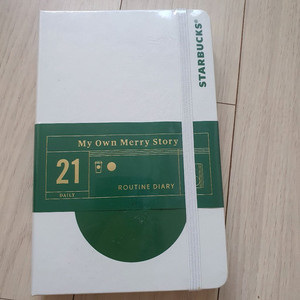 STARBUCKS
My Own Merry Story
21
DAILY
ROUTINE DIARY